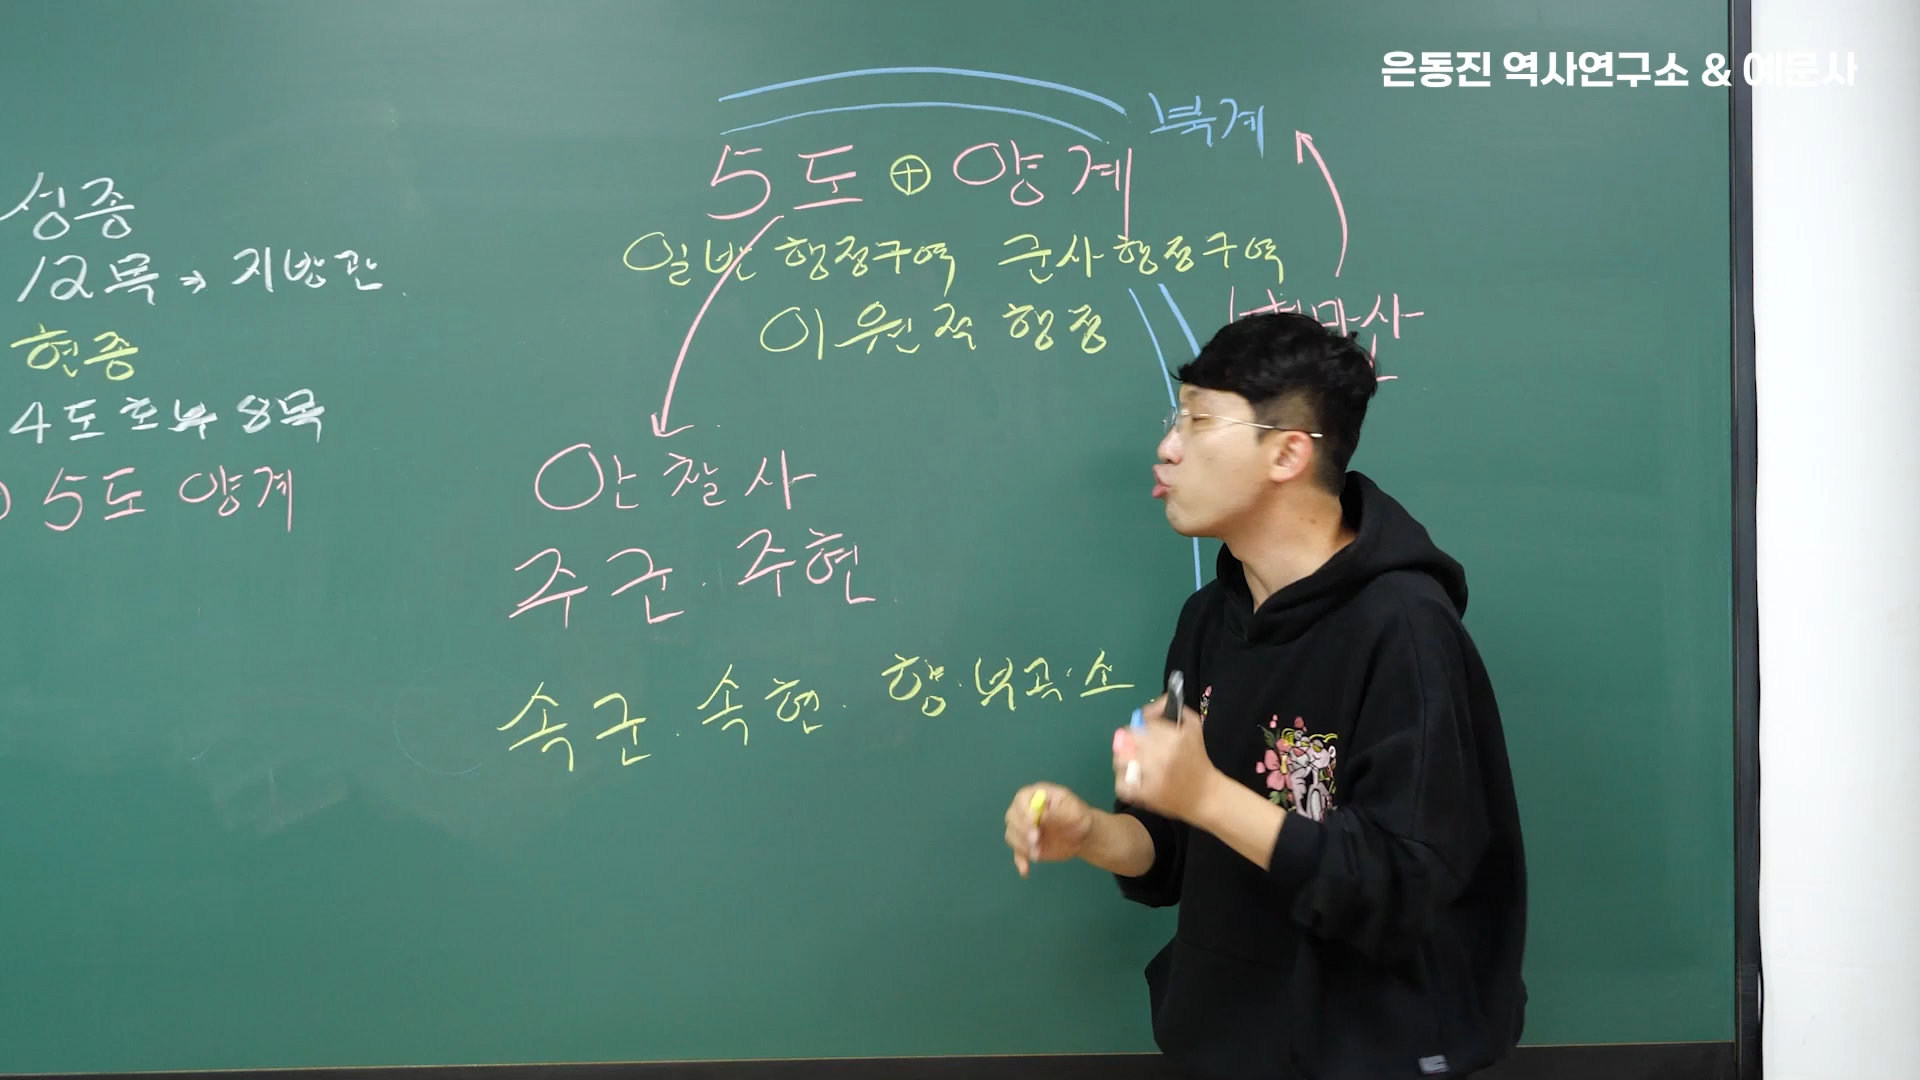 은동진 역사연구소 & 예문사
성종
12목 → 지방관
현종
4도호부 8목
5도 양계
북계
5도 ⊕ 양계
일반 행정구역 군사행정구역
이원적 행정
안찰사
주군·주현
속군·속현·향·부곡·소